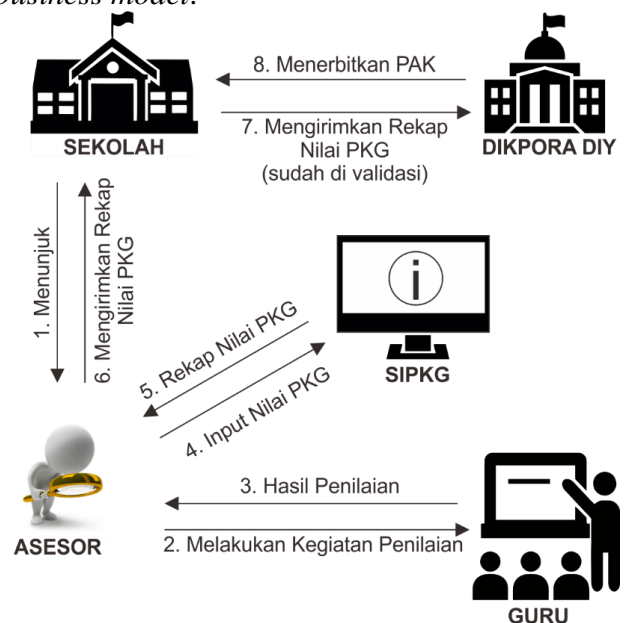 business model.
8. Menerbitkan PAK
7. Mengirimkan Rekap
Nilai PKG
(sudah di validasi)
SEKOLAH
DIKPORA DIY
1. Menunjuk
6. Mengirimkan Rekap
Nilai PKG
i
SIPKG
5. Rekap Nilai PKG
4. Input Nilai PKG
3. Hasil Penilaian
2. Melakukan Kegiatan Penilaian
ASESOR
GURU